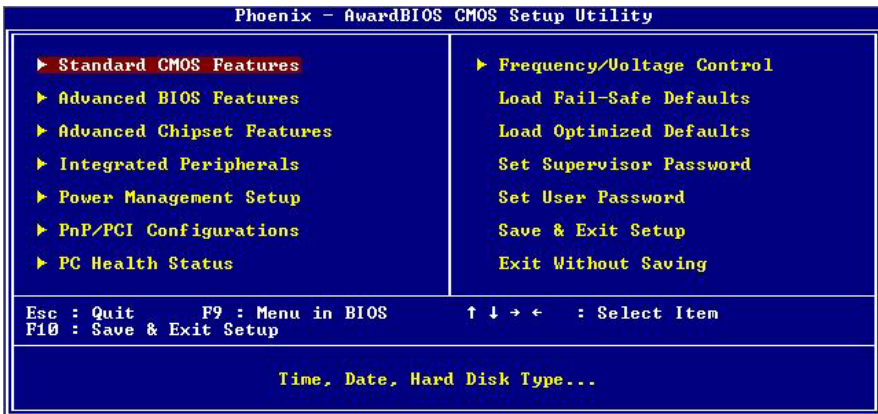 Phoenix - AwardBIOS CMOS Setup Utility
▶ Standard CMOS Features
▶ Advanced BIOS Features
▶ Advanced Chipset Features
▶ Integrated Peripherals
▶ Power Management Setup
▶ PnP/PCI Configurations
▶ PC Health Status
▶ Frequency/Voltage Control
Load Fail-Safe Defaults
Load Optimized Defaults
Set Supervisor Password
Set User Password
Save & Exit Setup
Exit Without Saving
Esc : Quit F9 : Menu in BIOS ↑ ↓ → ← : Select Item
F10 : Save & Exit Setup
Time, Date, Hard Disk Type...